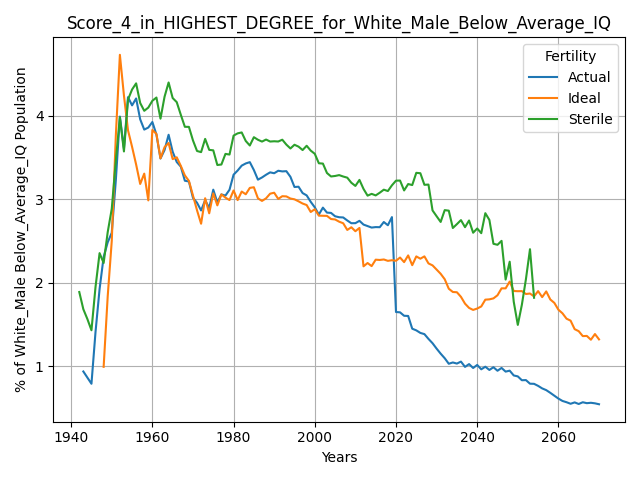 Score_4_in_HIGHEST_DEGREE_for_White_Male_Below_Average_IQ
% of White_Male Below_Average_IQ Population
4
3
2
1
Fertility
Actual
Ideal
Sterile
1940 1960 1980 2000 2020 2040 2060
Years